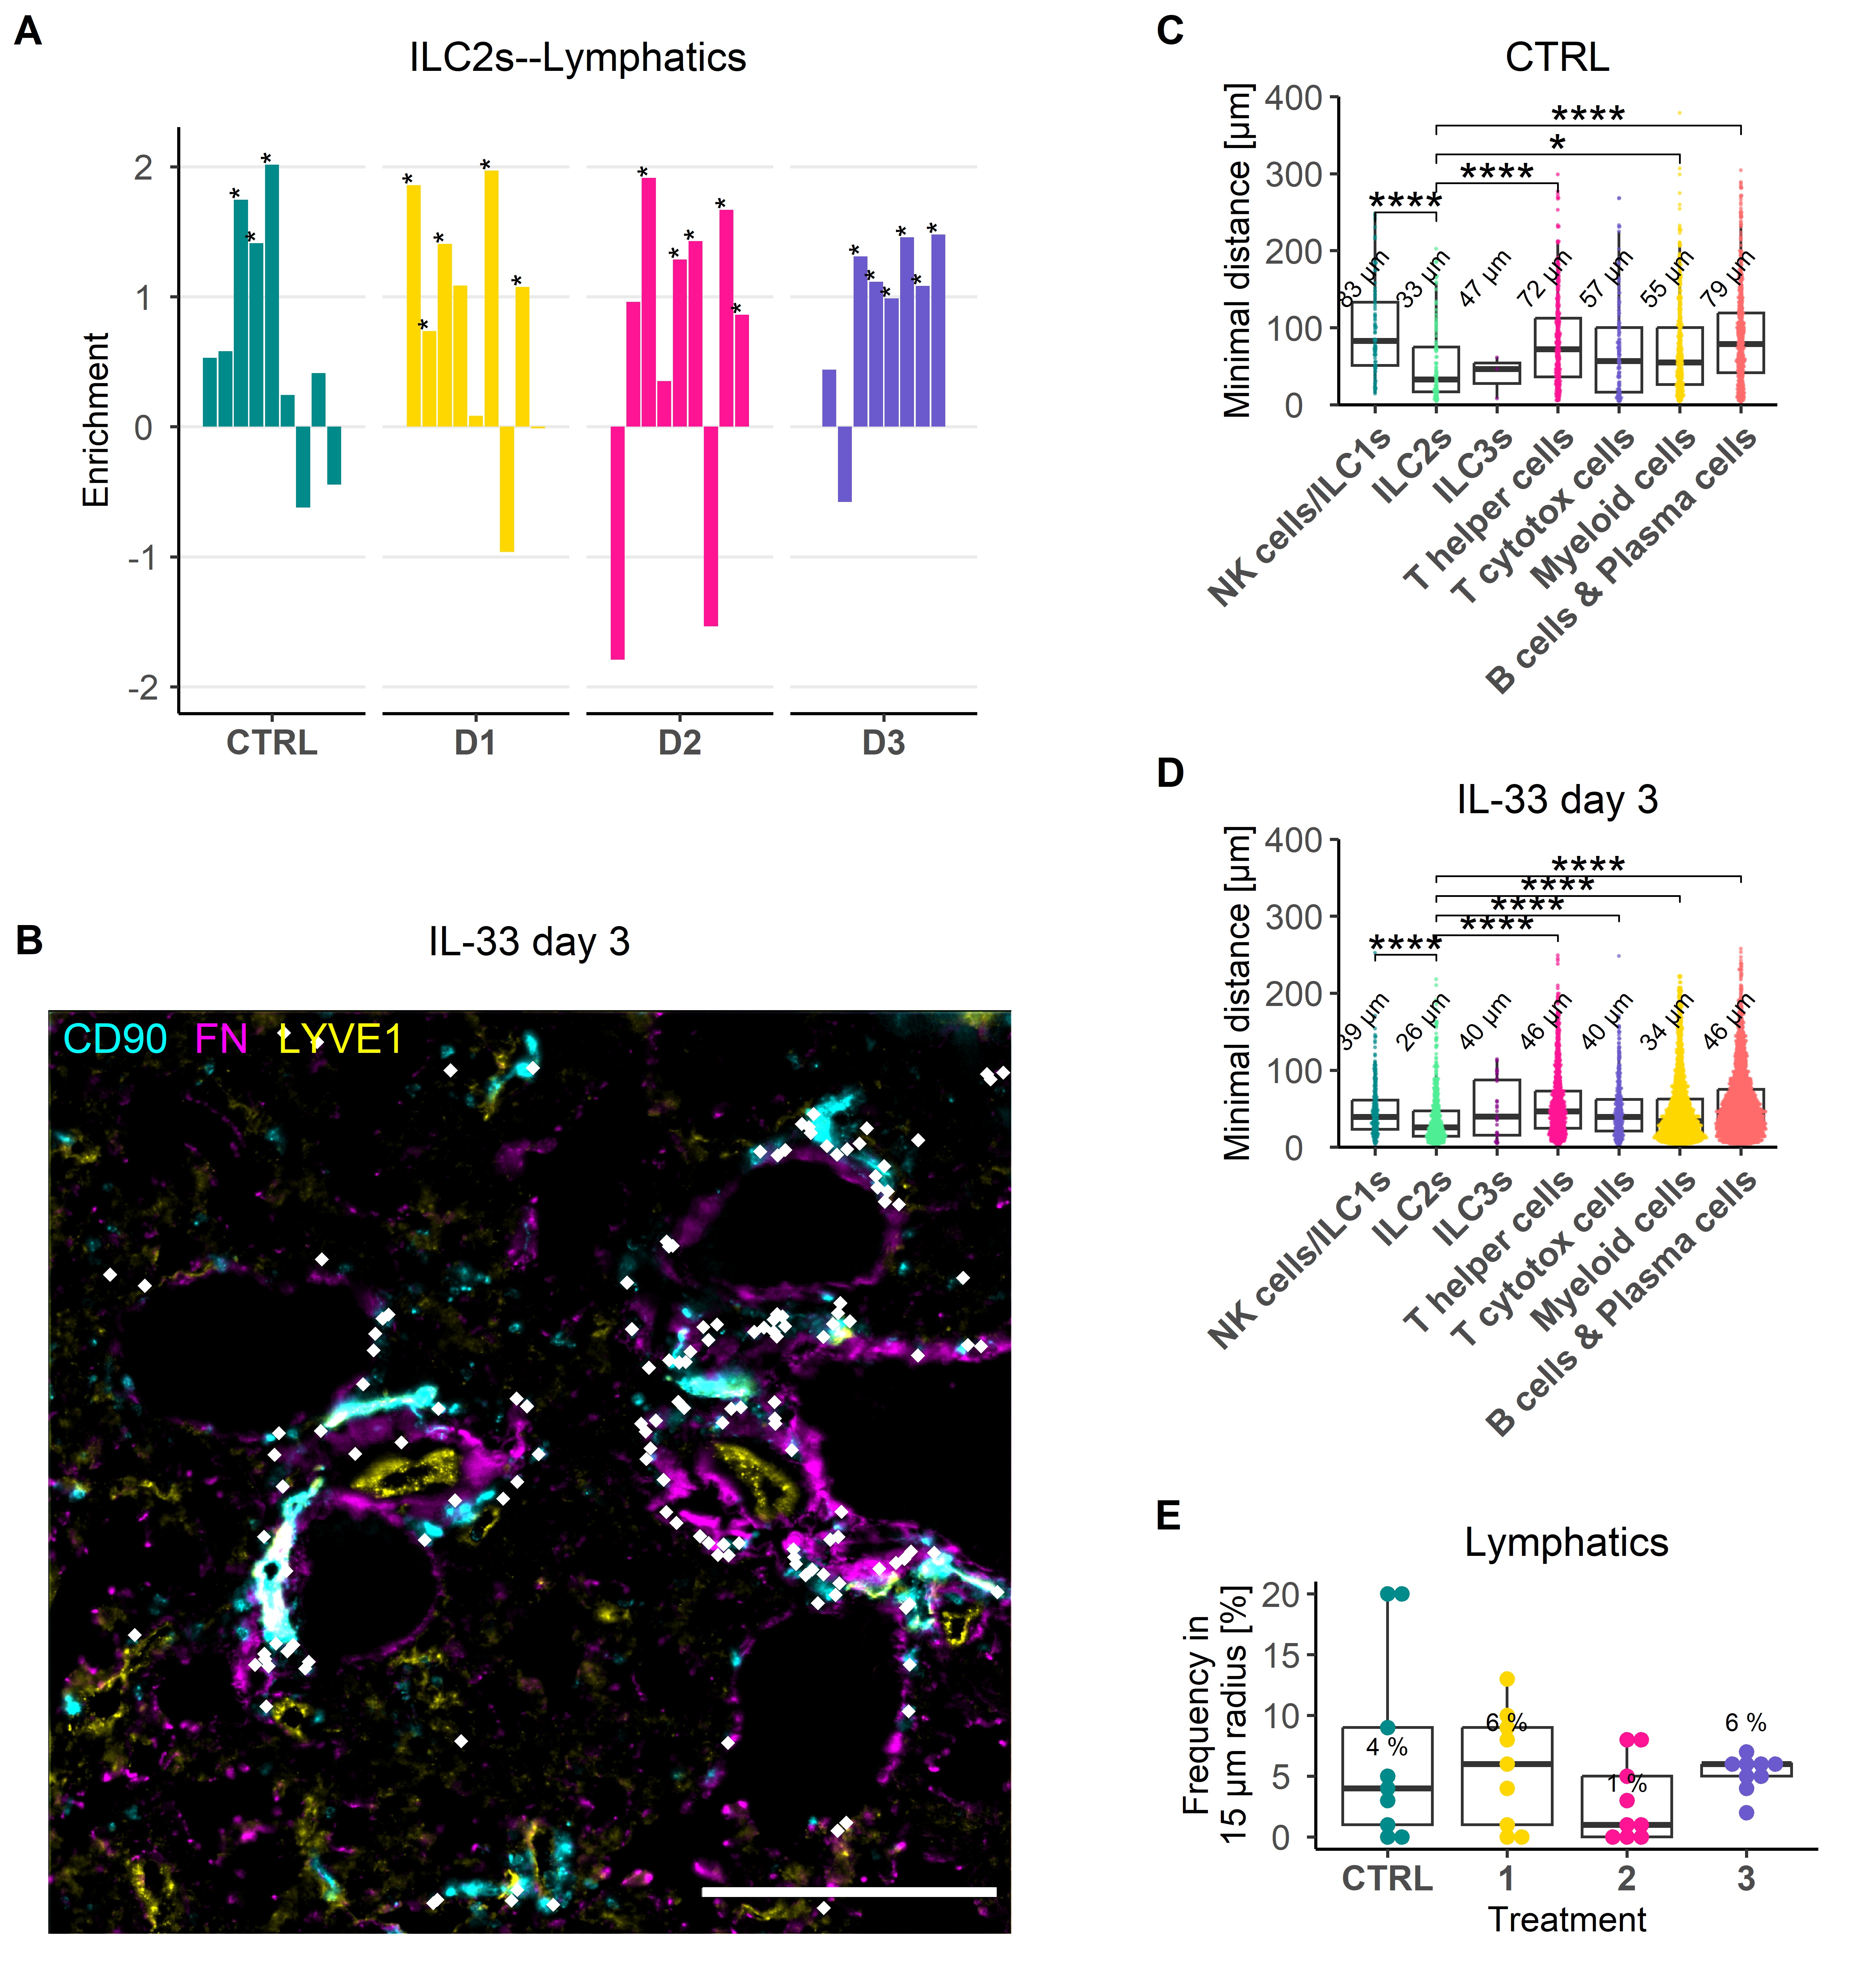 A
ILC2s--Lymphatics
Enrichment
2
1
0
-1
-2
* * * *
* * * * *
* * * * * *
* * * * * * *
CTRL D1 D2 D3
B
IL-33 day 3
CD90 FN LYVE1
C
CTRL
Minimal distance [µm]
400
300
200
100
0
****
*
****
****
83 µm 33 µm 47 µm 72 µm 57 µm 55 µm 79 µm
NK cells/ILC1s
ILC2s
ILC3s
T helper cells
T cytotox cells
Myeloid cells
B cells & Plasma cells
D
IL-33 day 3
Minimal distance [µm]
400
300
200
100
0
****
****
****
****
****
39 µm 26 µm 40 µm 46 µm 40 µm 34 µm 46 µm
NK cells/ILC1s
ILC2s
ILC3s
T helper cells
T cytotox cells
Myeloid cells
B cells & Plasma cells
E
Lymphatics
Frequency in
15 µm radius [%]
20
15
10
5
0
4 % 6 % 1 % 6 %
CTRL 1 2 3
Treatment